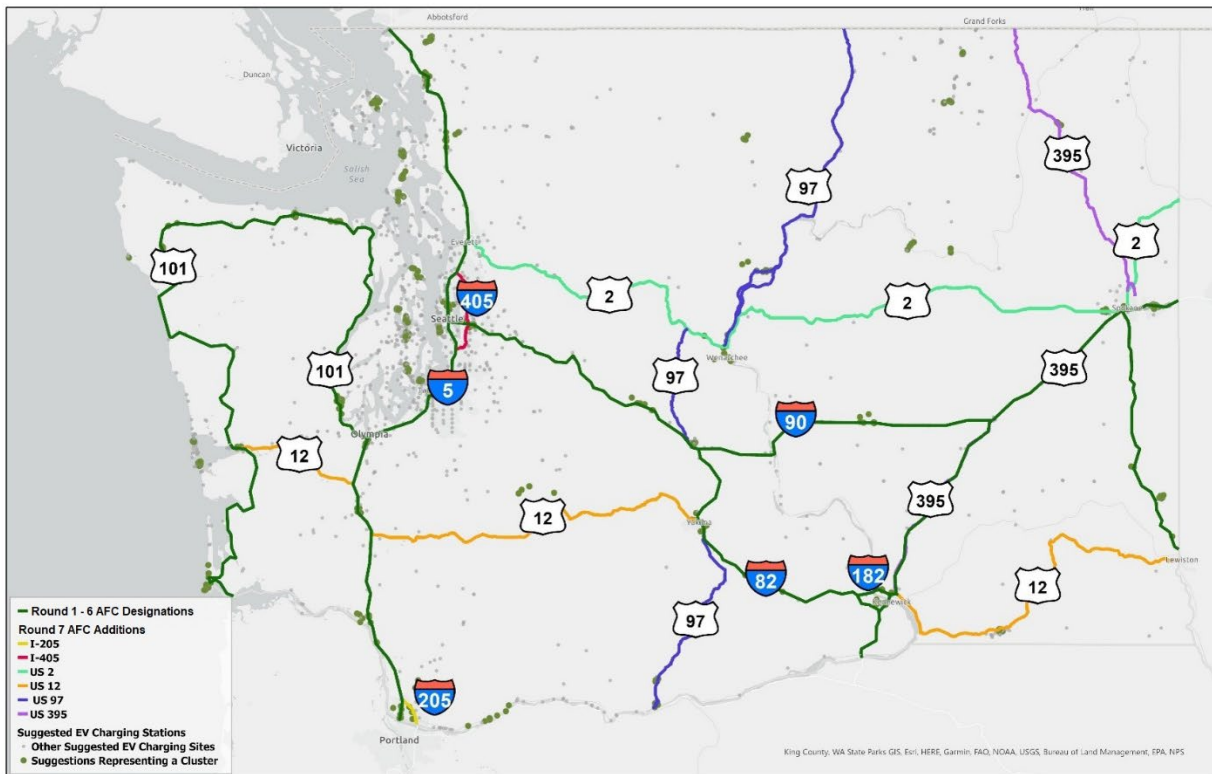 Abbotsford
Grand Forks
Duncan
Victoria
Salish
Sea
395
97
2
Everett
101
405
2
2
Seattle
Spokane
Wenatchee
101
97
395
5
90
Olympia
12
395
12
Yakima
82
182
Lewiston
12
Kennewick
97
205
Portland
Round 1 - 6 AFC Designations
Round 7 AFC Additions
I-205
I-405
US 2
US 12
US 97
US 395
Suggested EV Charging Stations
Other Suggested EV Charging Sites
Suggestions Representing a Cluster
King County, WA State Parks GIS, Esri, HERE, Garmin, FAO, NOAA, USGS, Bureau of Land Management, EPA, NPS